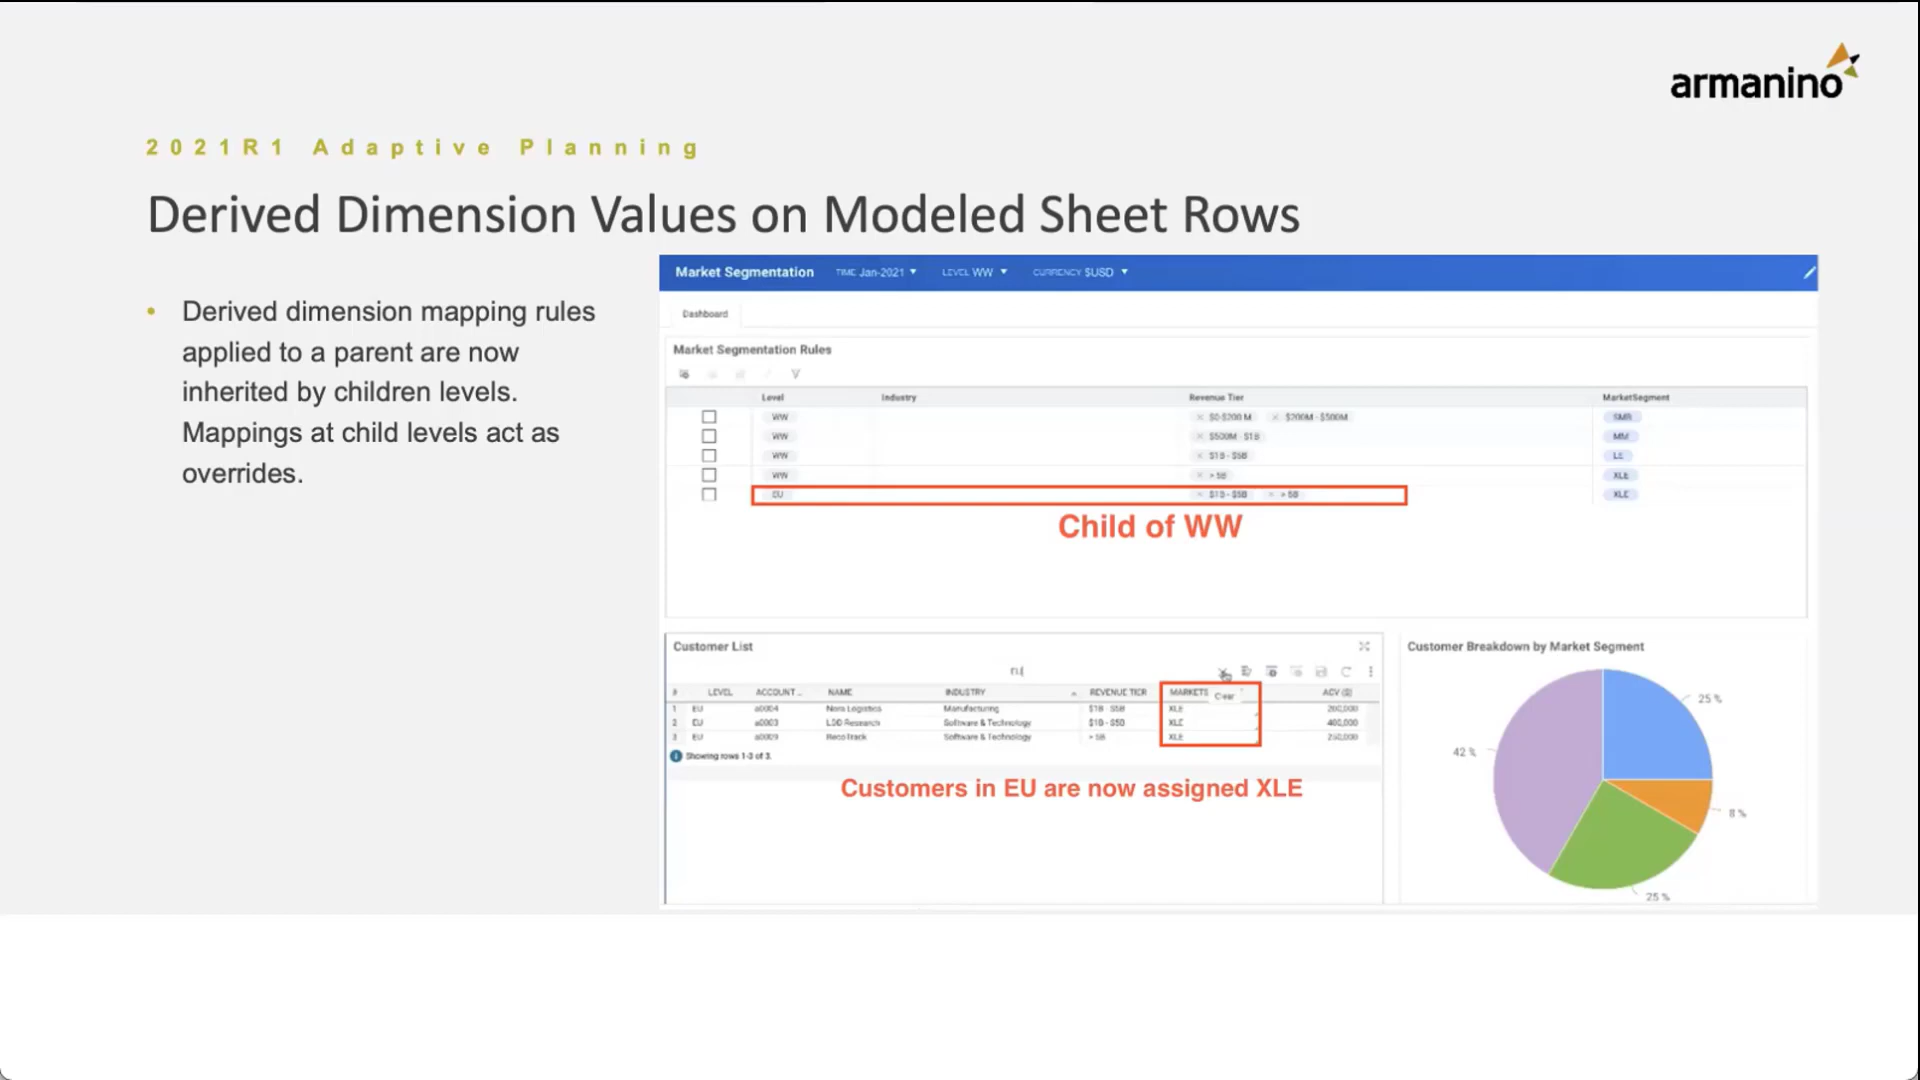 armanino
2021R1 Adaptive Planning
Derived Dimension Values on Modeled Sheet Rows
• Derived dimension mapping rules
applied to a parent are now
inherited by children levels.
Mappings at child levels act as
overrides.
Market Segmentation TIME Jan-2021 LEVEL WW CURRENCY $USD
Dashboard
Market Segmentation Rules
Level Industry Revenue Tier MarketSegment
WW × $0-$200 M × $200M - $500M SMB
WW × $500M - $1B MM
WW × $1B - $5B LE
WW × > 5B XLE
EU × $1B - $5B × > 5B XLE
Child of WW
Customer List
# LEVEL ACCOUNT... NAME INDUSTRY REVENUE TIER MARKETS Clear ACV ($)
1 EU a0004 Nora Logistics Manufacturing $1B - $5B XLE 200,000
2 EU a0003 LDD Research Software & Technology $1B - $5B XLE 400,000
3 EU a0009 RecoTrack Software & Technology > 5B XLE 250,000
Showing rows 1-3 of 3.
Customers in EU are now assigned XLE
Customer Breakdown by Market Segment
25 %
42 %
8 %
25 %